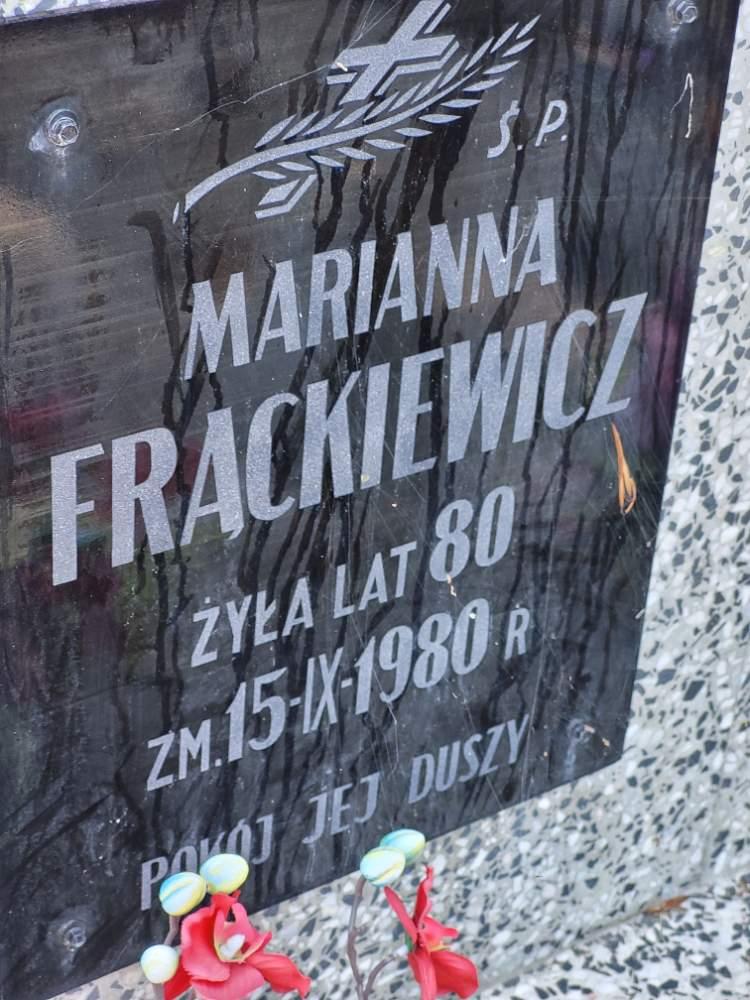 Ś.P.
MARIANNA
FRĄCKIEWICZ
ŻYŁA LAT 80
ZM. 15-IX-1980 R
POKÓJ JEJ DUSZY